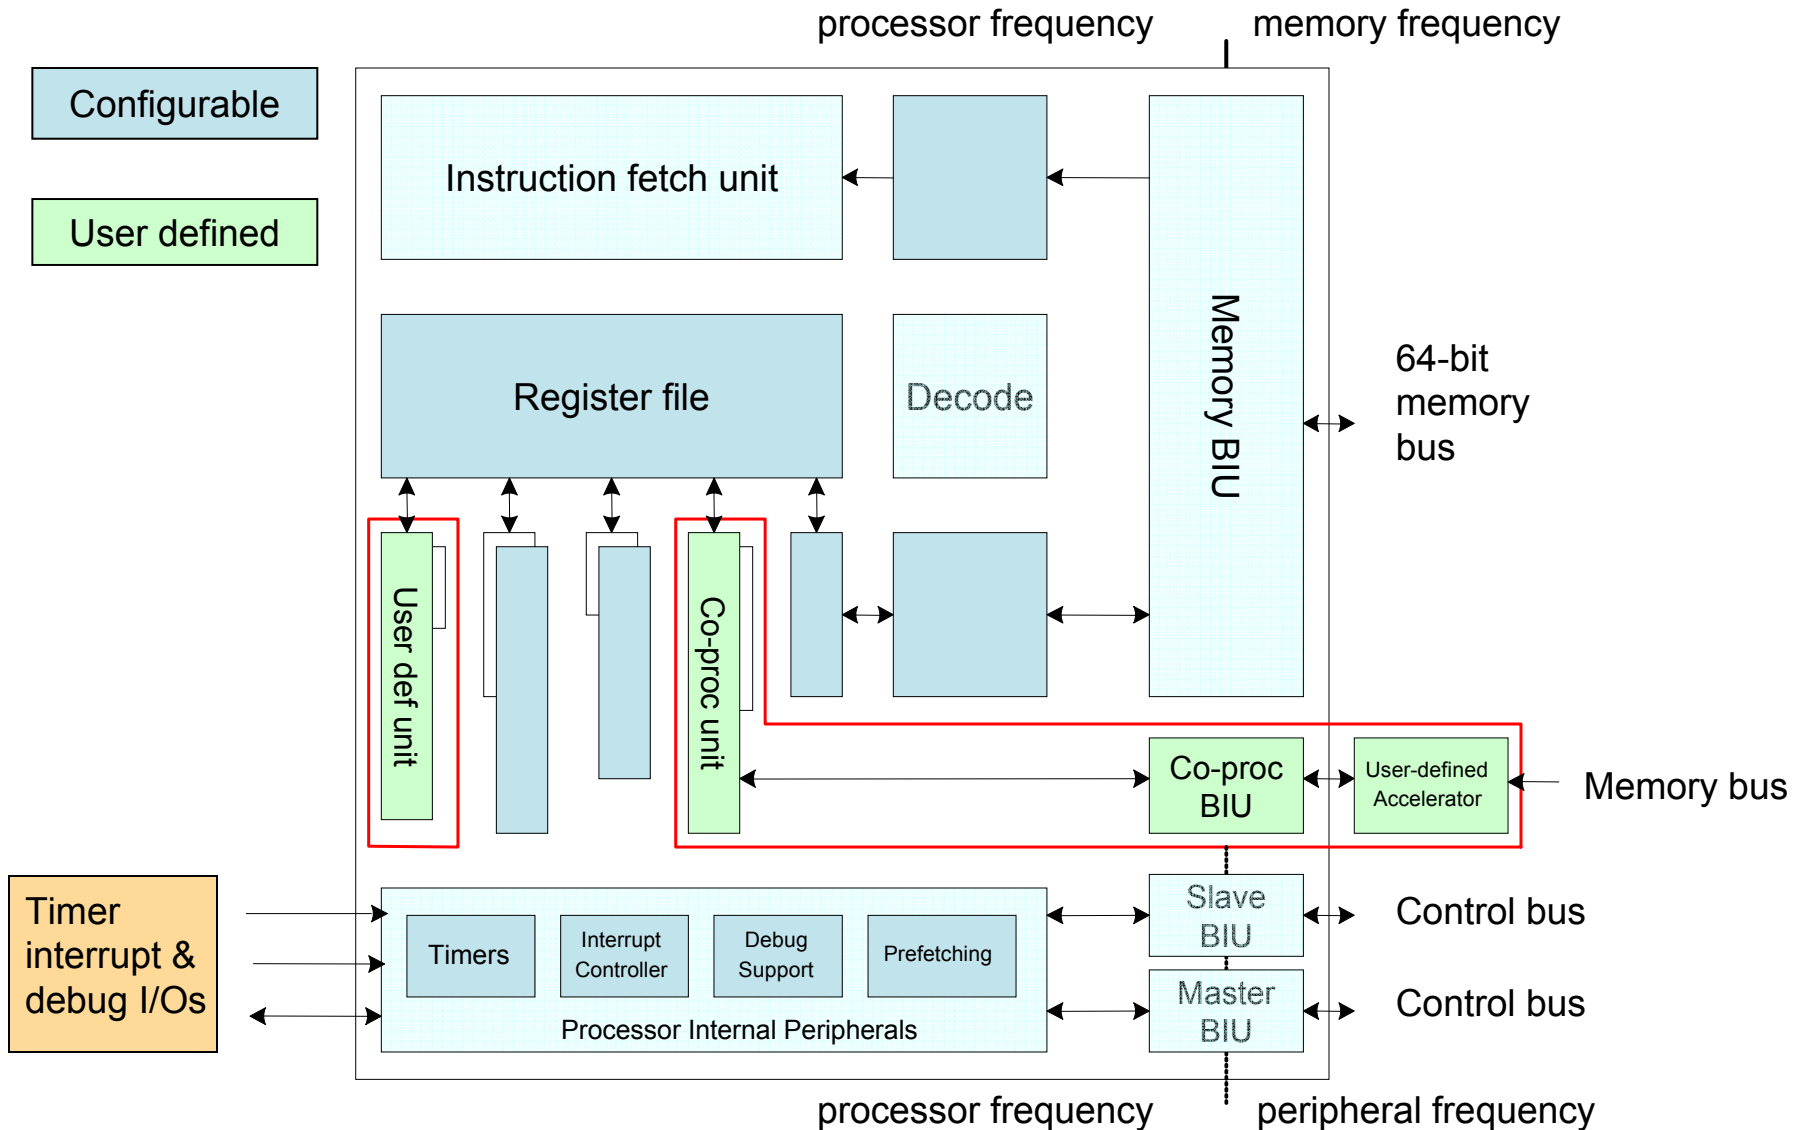 processor frequency
memory frequency
Configurable
User defined
Instruction fetch unit
Register file
Decode
Memory BIU
64-bit
memory
bus
User def unit
Co-proc unit
Co-proc
BIU
User-defined
Accelerator
Memory bus
Timer
interrupt &
debug I/Os
Timers
Interrupt
Controller
Debug
Support
Prefetching
Processor Internal Peripherals
Slave
BIU
Control bus
Master
BIU
Control bus
processor frequency
peripheral frequency